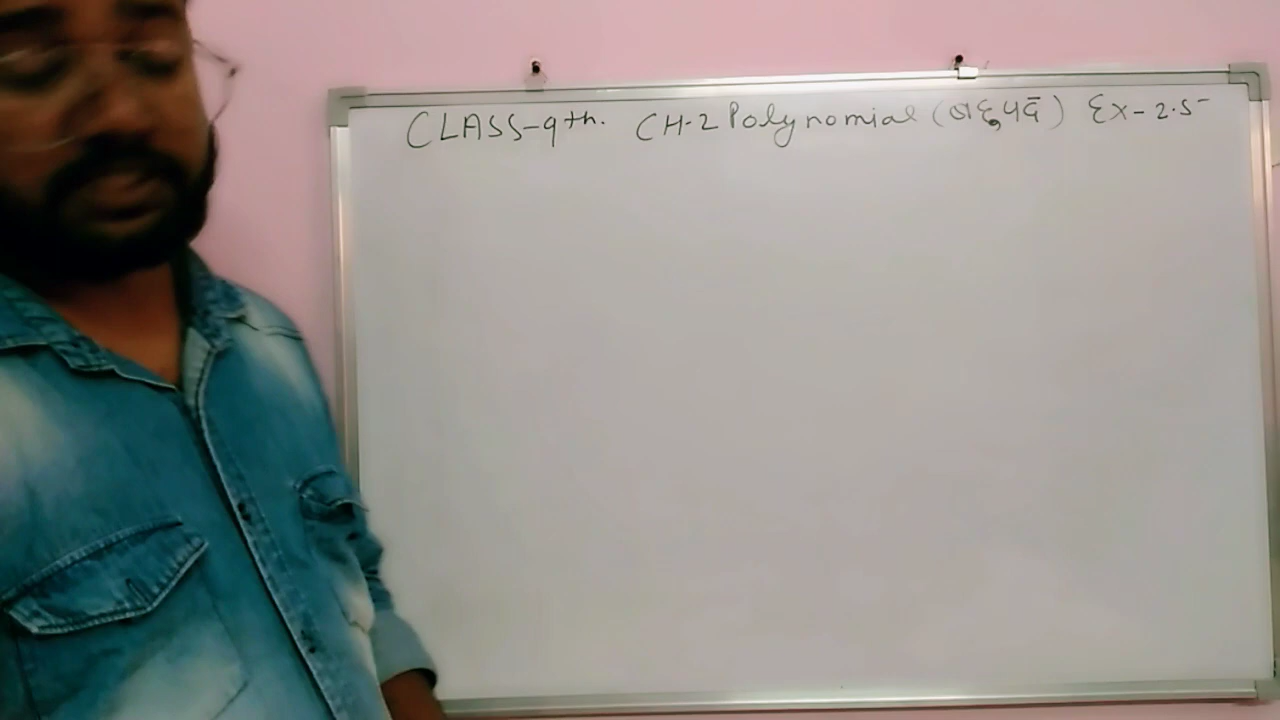 CLASS-9th. CH-2 Polynomial (बहुपद) Ex-2.5